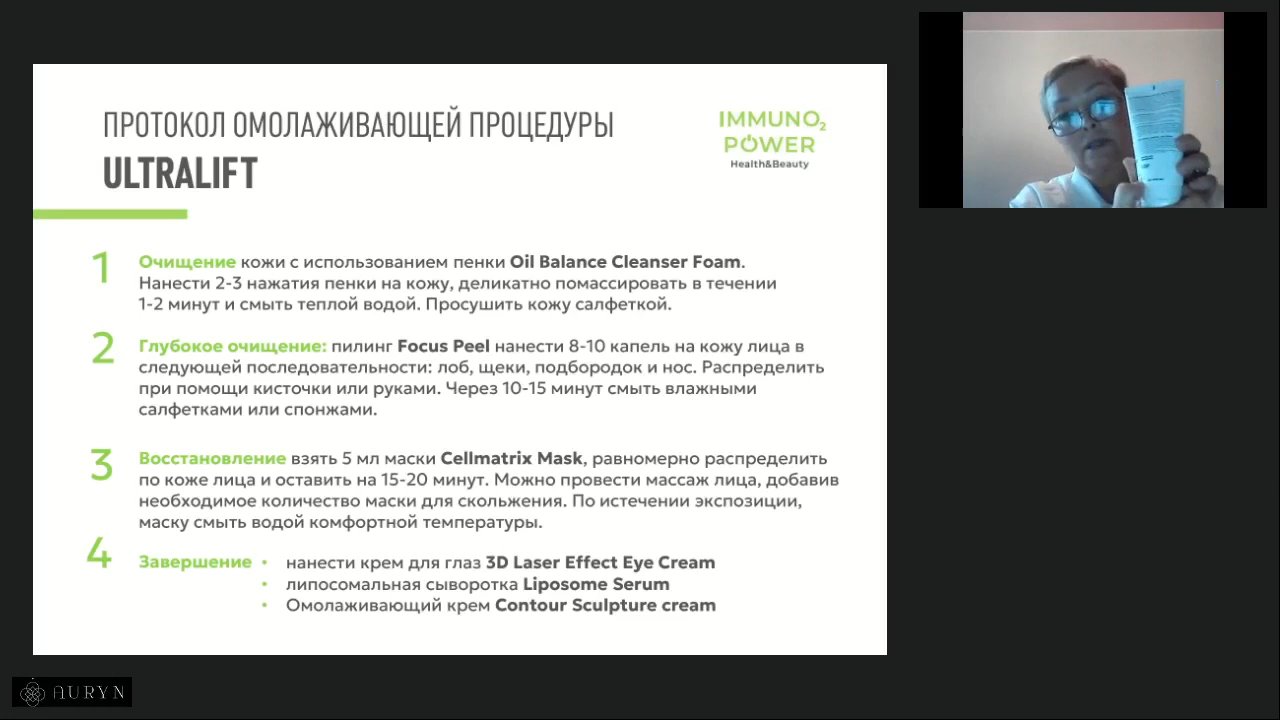 ПРОТОКОЛ ОМОЛАЖИВАЮЩЕЙ ПРОЦЕДУРЫ
ULTRALIFT
IMMUNO2
POWER
Health&Beauty
1 Очищение кожи с использованием пенки Oil Balance Cleanser Foam.
Нанести 2-3 нажатия пенки на кожу, деликатно помассировать в течении
1-2 минут и смыть теплой водой. Просушить кожу салфеткой.
2 Глубокое очищение: пилинг Focus Peel нанести 8-10 капель на кожу лица в
следующей последовательности: лоб, щеки, подбородок и нос. Распределить
при помощи кисточки или руками. Через 10-15 минут смыть влажными
салфетками или спонжами.
3 Восстановление взять 5 мл маски Cellmatrix Mask, равномерно распределить
по коже лица и оставить на 15-20 минут. Можно провести массаж лица, добавив
необходимое количество маски для скольжения. По истечении экспозиции,
маску смыть водой комфортной температуры.
4 Завершение • нанести крем для глаз 3D Laser Effect Eye Cream
• липосомальная сыворотка Liposome Serum
• Омолаживающий крем Contour Sculpture cream
AURYN